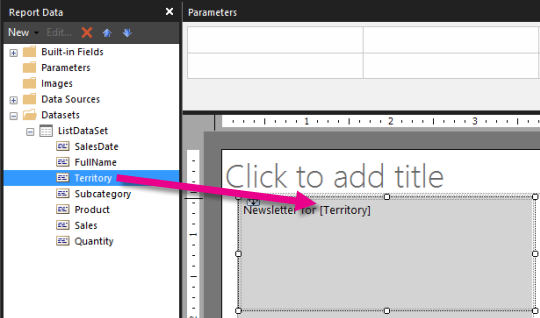 Report Data
New
Edit...
Built-in Fields
Parameters
Images
Data Sources
Datasets
ListDataSet
SalesDate
FullName
Territory
Subcategory
Product
Sales
Quantity
Parameters
1 2 3
Click to add title
Newsletter for [Territory]